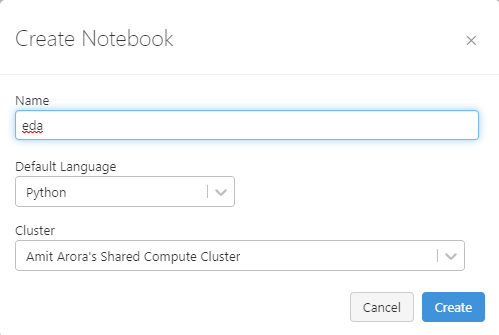 Create Notebook
×
Name
eda
Default Language
Python
Cluster
Amit Arora's Shared Compute Cluster
Cancel Create